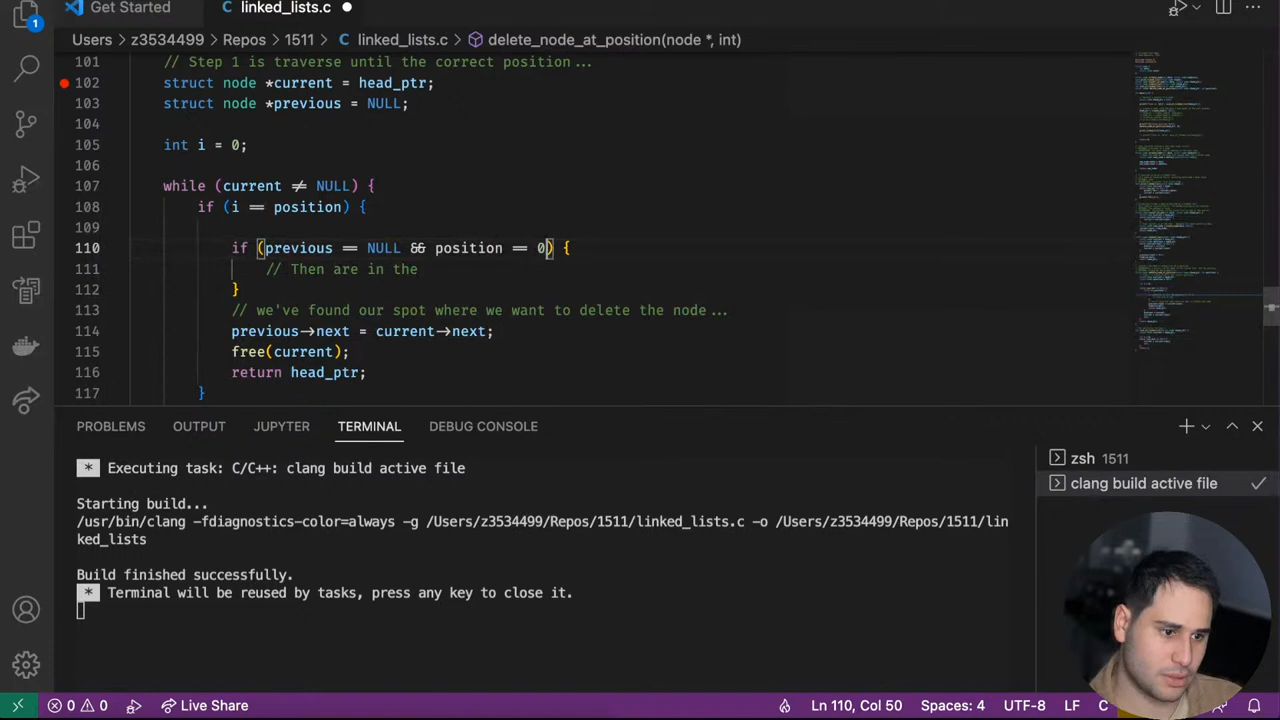 1
Get Started
linked_lists.c
Users > z3534499 > Repos > 1511 > linked_lists.c > delete_node_at_position(node *, int)
101 // Step 1 is traverse until the correct position...
102 struct node *current = head_ptr;
103 struct node *previous = NULL;
104
105 int i = 0;
106
107 while (current ≠ NULL) {
108 if (i == position) {
109
110 if (previous == NULL && position == 0) {
111 // Then are in the
112 }
113 // we've found our spot where we want to delete the node...
114 previous→next = current→next;
115 free(current);
116 return head_ptr;
117 }
PROBLEMS OUTPUT JUPYTER TERMINAL DEBUG CONSOLE
* Executing task: C/C++: clang build active file
Starting build...
/usr/bin/clang -fdiagnostics-color=always -g /Users/z3534499/Repos/1511/linked_lists.c -o /Users/z3534499/Repos/1511/lin
ked_lists
Build finished successfully.
* Terminal will be reused by tasks, press any key to close it.
zsh 1511
clang build active file
0 0 Live Share
Ln 110, Col 50 Spaces: 4 UTF-8 LF C